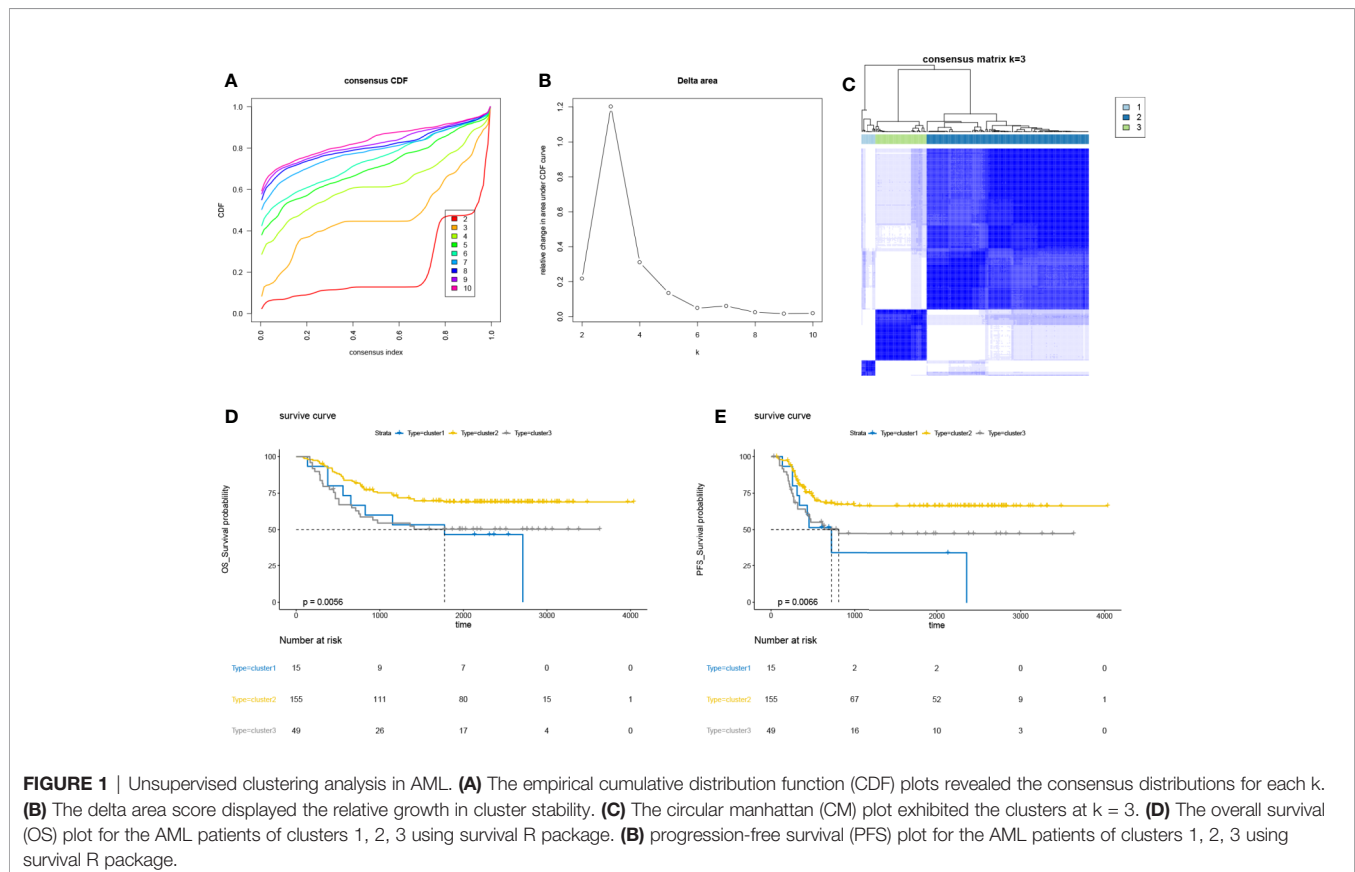 A
consensus CDF
CDF
1.0
0.8
0.6
0.4
0.2
0.0
0.0 0.2 0.4 0.6 0.8 1.0
consensus index
2
3
4
5
6
7
8
9
10
B
Delta area
relative change in area under CDF curve
1.2
1.0
0.8
0.6
0.4
0.2
0.0
2 4 6 8 10
k
C
consensus matrix k=3
1
2
3
D
survive curve
Strata Type=cluster1 Type=cluster2 Type=cluster3
OS_Survival probability
100
75
50
25
0
p = 0.0056
0 1000 2000 3000 4000
time
Number at risk
Type=cluster1 15 9 7 0 0
Type=cluster2 155 111 80 15 1
Type=cluster3 49 26 17 4 0
E
survive curve
Strata Type=cluster1 Type=cluster2 Type=cluster3
PFS_Survival probability
100
75
50
25
0
p = 0.0066
0 1000 2000 3000 4000
time
Number at risk
Type=cluster1 15 2 2 0 0
Type=cluster2 155 67 52 9 1
Type=cluster3 49 16 10 3 0
FIGURE 1 | Unsupervised clustering analysis in AML. (A) The empirical cumulative distribution function (CDF) plots revealed the consensus distributions for each k.
(B) The delta area score displayed the relative growth in cluster stability. (C) The circular manhattan (CM) plot exhibited the clusters at k = 3. (D) The overall survival
(OS) plot for the AML patients of clusters 1, 2, 3 using survival R package. (B) progression-free survival (PFS) plot for the AML patients of clusters 1, 2, 3 using
survival R package.